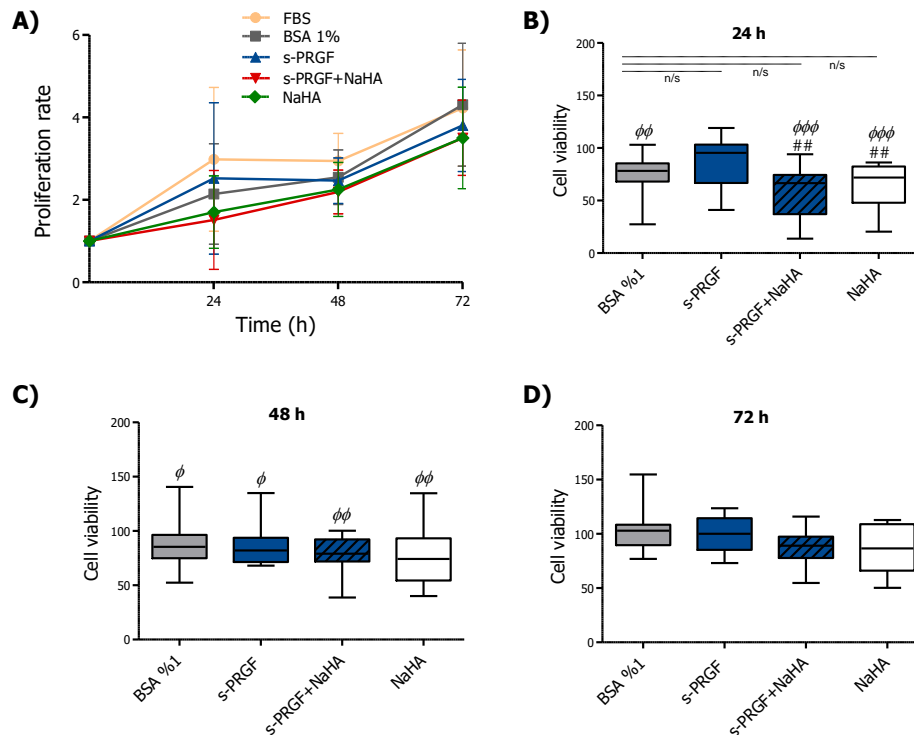 A)
FBS
BSA 1%
s-PRGF
s-PRGF+NaHA
NaHA
6
4
2
0
24
48
72
Proliferation rate
Time (h)
B)
24 h
200
150
100
50
0
Cell viability
n/s
n/s
n/s
ϕϕ
ϕϕϕ
##
ϕϕϕ
##
BSA %1
s-PRGF
s-PRGF+NaHA
NaHA
C)
48 h
200
150
100
50
0
Cell viability
ϕ
ϕ
ϕϕ
ϕϕ
BSA %1
s-PRGF
s-PRGF+NaHA
NaHA
D)
72 h
200
150
100
50
0
Cell viability
BSA %1
s-PRGF
s-PRGF+NaHA
NaHA